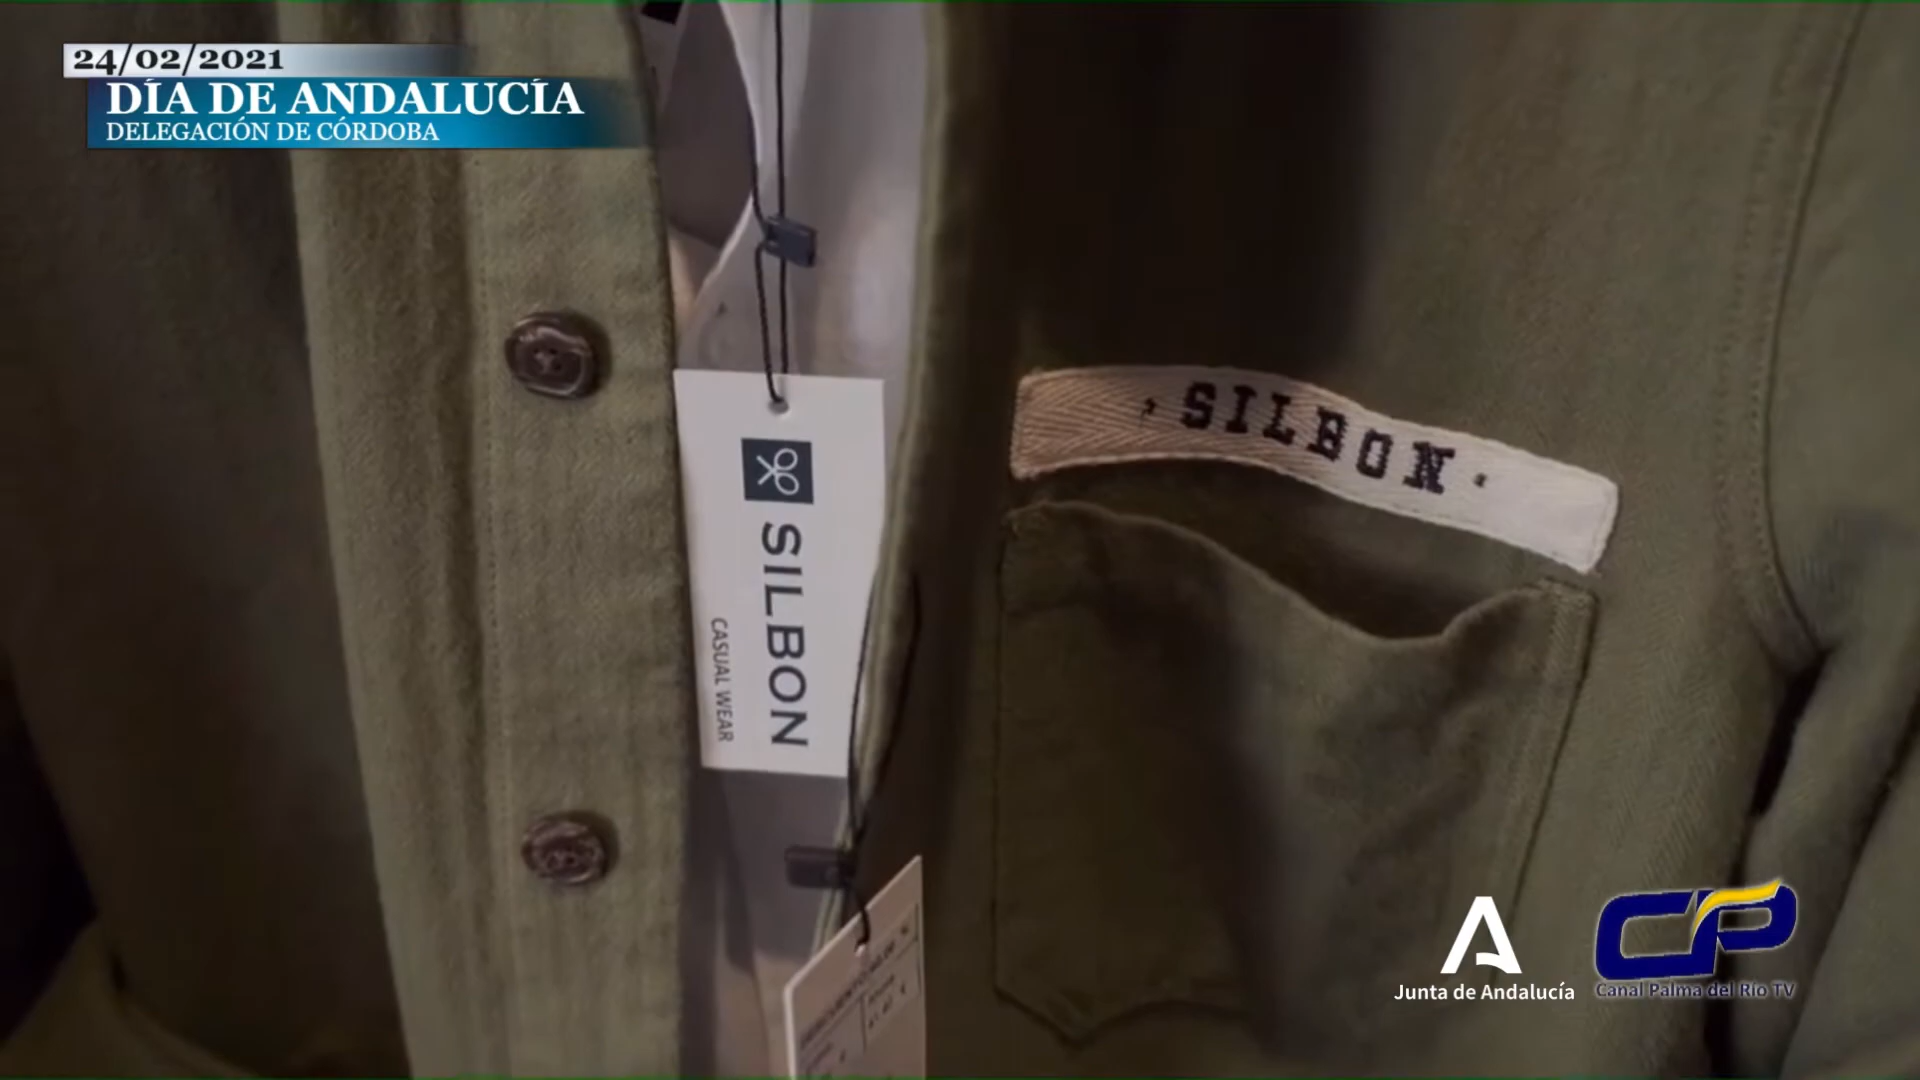 24/02/2021
DÍA DE ANDALUCÍA
DELEGACIÓN DE CÓRDOBA
SILBON
CASUAL WEAR
· SILBON ·
Junta de Andalucía
CP
Canal Palma del Río TV